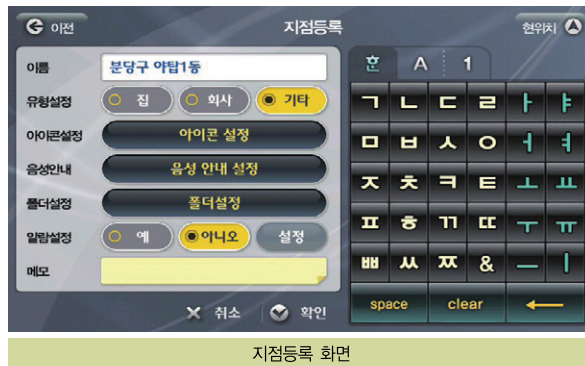 이전 지점등록 현위치
이름 분당구 야탑1동
유형설정 집 회사 기타
아이콘설정 아이콘 설정
음성안내 음성 안내 설정
폴더설정 폴더설정
알람설정 예 아니오 설정
메모
취소 확인
훈 A 1
ㄱ ㄴ ㄷ ㄹ ㅏ ㅑ
ㅁ ㅂ ㅅ ㅇ ㅓ ㅕ
ㅈ ㅊ ㅋ ㅌ ㅗ ㅛ
ㅍ ㅎ ㄲ ㄸ ㅜ ㅠ
ㅃ ㅆ ㅉ & ㅡ ㅣ
space clear ←
지점등록 화면